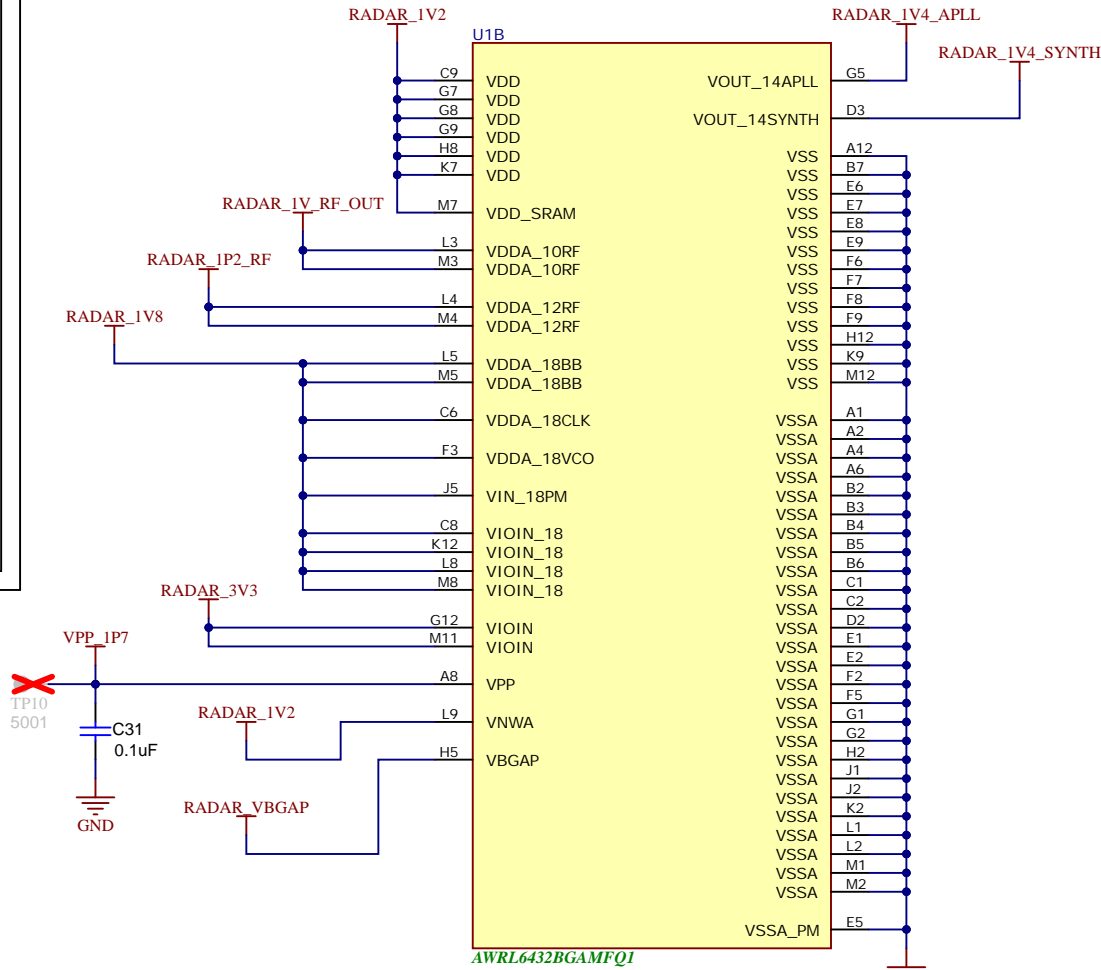 RADAR_1V2
RADAR_1V4_APLL
U1B
RADAR_1V4_SYNTH
C9 VDD VOUT_14APLL G5
G7 VDD
G8 VDD VOUT_14SYNTH D3
G9 VDD
H8 VDD VSS A12
K7 VDD VSS B7
VSS E6
RADAR_1V_RF_OUT M7 VDD_SRAM VSS E7
VSS E8
L3 VDDA_10RF VSS E9
RADAR_1P2_RF M3 VDDA_10RF VSS F6
VSS F7
L4 VDDA_12RF VSS F8
RADAR_1V8 M4 VDDA_12RF VSS F9
VSS H12
L5 VDDA_18BB VSS K9
M5 VDDA_18BB VSS M12
C6 VDDA_18CLK VSSA A1
VSSA A2
F3 VDDA_18VCO VSSA A4
VSSA A6
J5 VIN_18PM VSSA B2
VSSA B3
C8 VIOIN_18 VSSA B4
K12 VIOIN_18 VSSA B5
L8 VIOIN_18 VSSA B6
RADAR_3V3 M8 VIOIN_18 VSSA C1
VSSA C2
G12 VIOIN VSSA D2
VPP_1P7 M11 VIOIN VSSA E1
VSSA E2
A8 VPP VSSA F2
TP10 VSSA F5
5001 RADAR_1V2 L9 VNWA VSSA G1
C31 VSSA G2
0.1uF H5 VBGAP VSSA H2
VSSA J1
VSSA J2
RADAR_VBGAP VSSA K2
GND VSSA L1
VSSA L2
VSSA M1
VSSA M2
VSSA_PM E5
AWRL6432BGAMFQ1